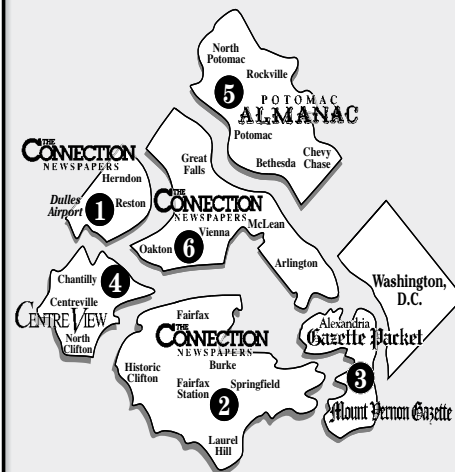 North
Potomac
Rockville
5
POTOMAC
ALMANAC
Potomac
Bethesda
Chevy
Chase
THE
CONNECTION
NEWSPAPERS
Herndon
Dulles
Airport
1
Reston
Great
Falls
THE
CONNECTION
NEWSPAPERS
Vienna
McLean
Oakton
6
Arlington
Chantilly
4
Centreville
CENTRE VIEW
North
Clifton
Washington,
D.C.
Alexandria
Gazette Packet
3
Mount Vernon Gazette
Fairfax
THE
CONNECTION
NEWSPAPERS
Burke
Historic
Clifton
Fairfax
Station
Springfield
2
Laurel
Hill